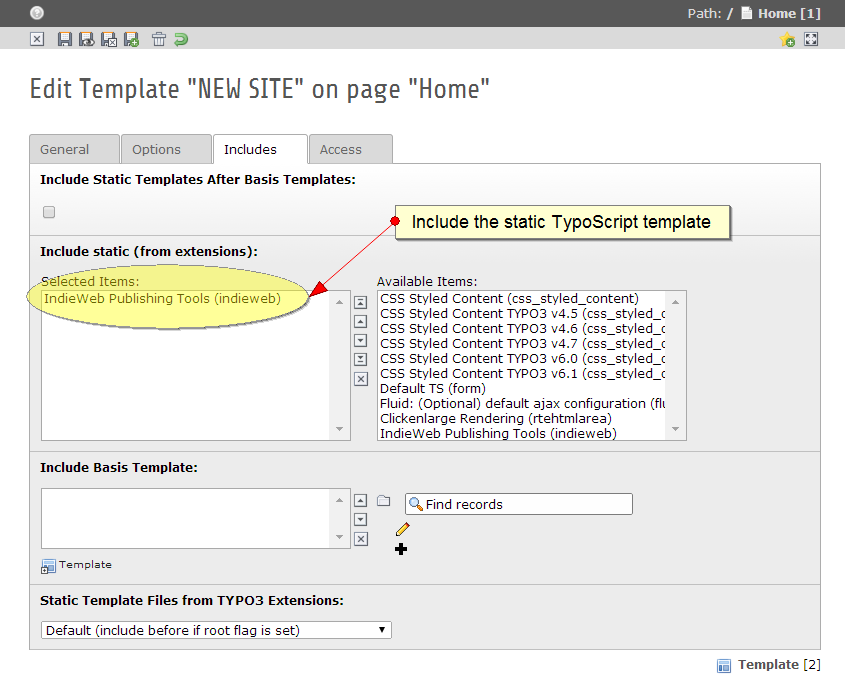 Path: / Home [1]
Edit Template "NEW SITE" on page "Home"
General Options Includes Access
Include Static Templates After Basis Templates:
Include the static TypoScript template
Include static (from extensions):
Selected Items:
IndieWeb Publishing Tools (indieweb)
Available Items:
CSS Styled Content (css_styled_content)
CSS Styled Content TYPO3 v4.5 (css_styled_c
CSS Styled Content TYPO3 v4.6 (css_styled_c
CSS Styled Content TYPO3 v4.7 (css_styled_c
CSS Styled Content TYPO3 v6.0 (css_styled_c
CSS Styled Content TYPO3 v6.1 (css_styled_c
Default TS (form)
Fluid: (Optional) default ajax configuration (flu
Clickenlarge Rendering (rtehtmlarea)
IndieWeb Publishing Tools (indieweb)
Include Basis Template:
Find records
Template
Static Template Files from TYPO3 Extensions:
Default (include before if root flag is set)
Template [2]